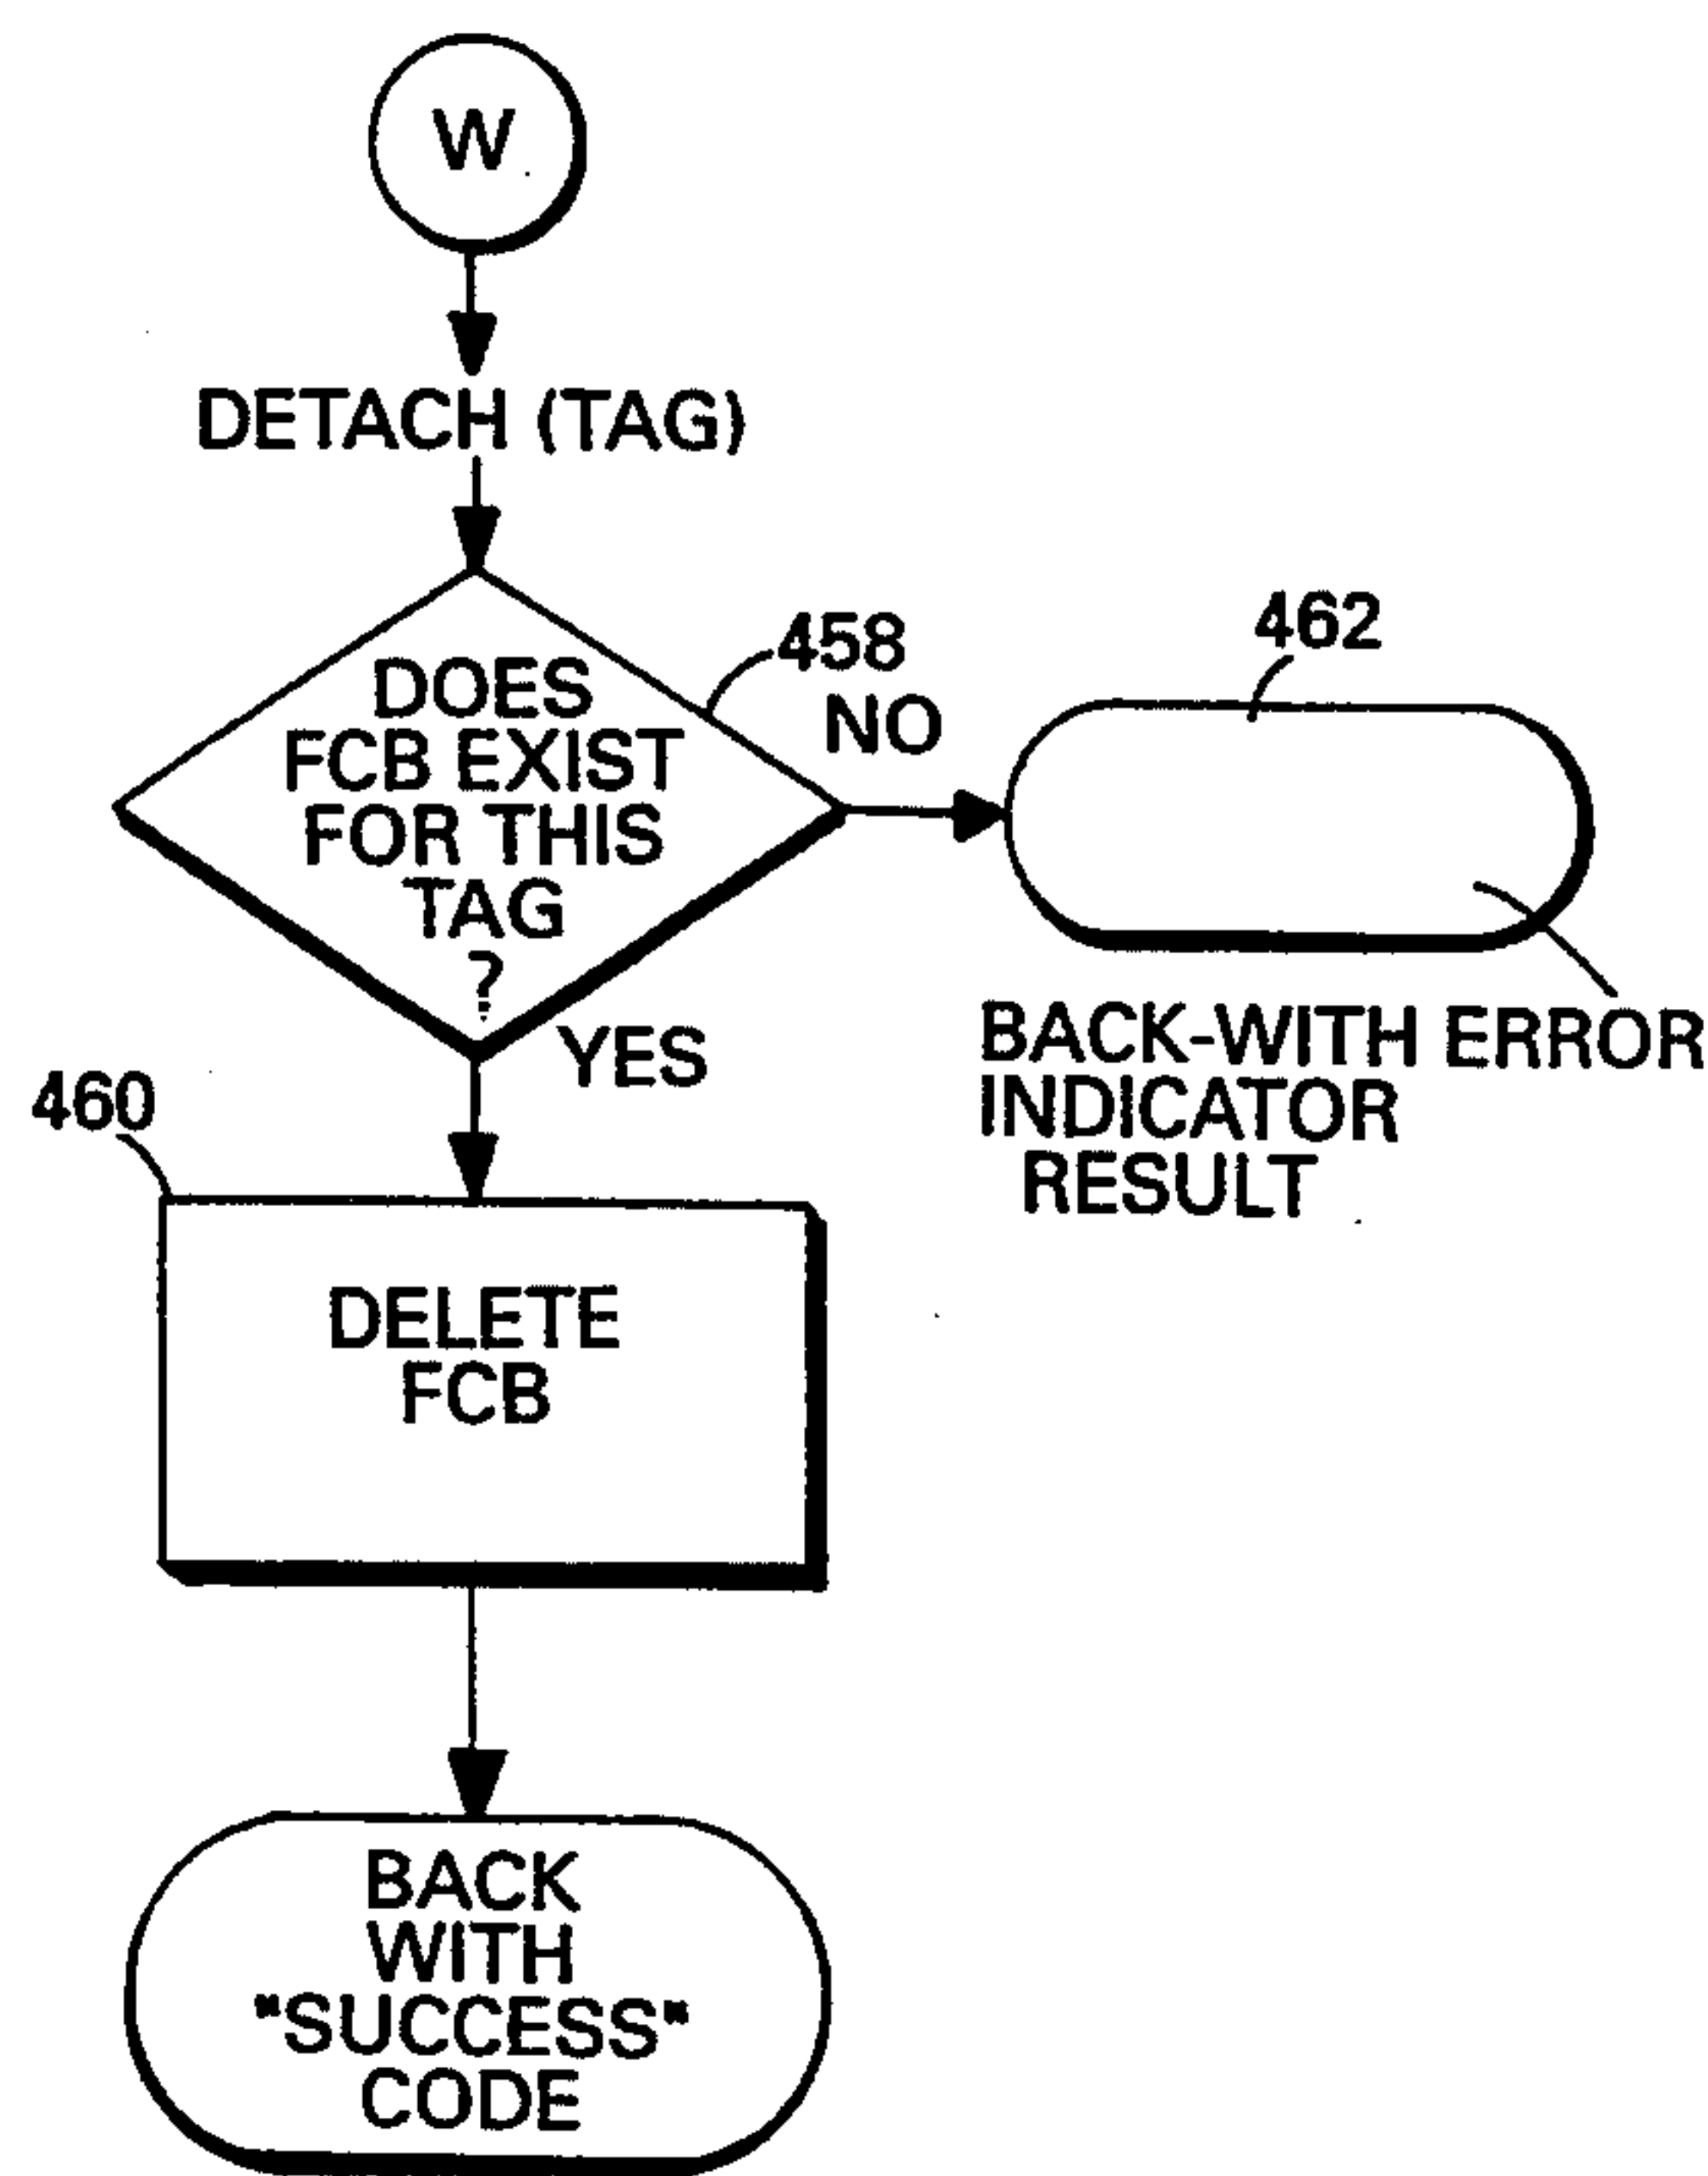 W
DETACH (TAG)
458
DOES
FCB EXIST
FOR THIS
TAG
?
NO
462
BACK-WITH ERROR
INDICATOR
RESULT
YES
460
DELETE
FCB
BACK
WITH
"SUCCESS"
CODE